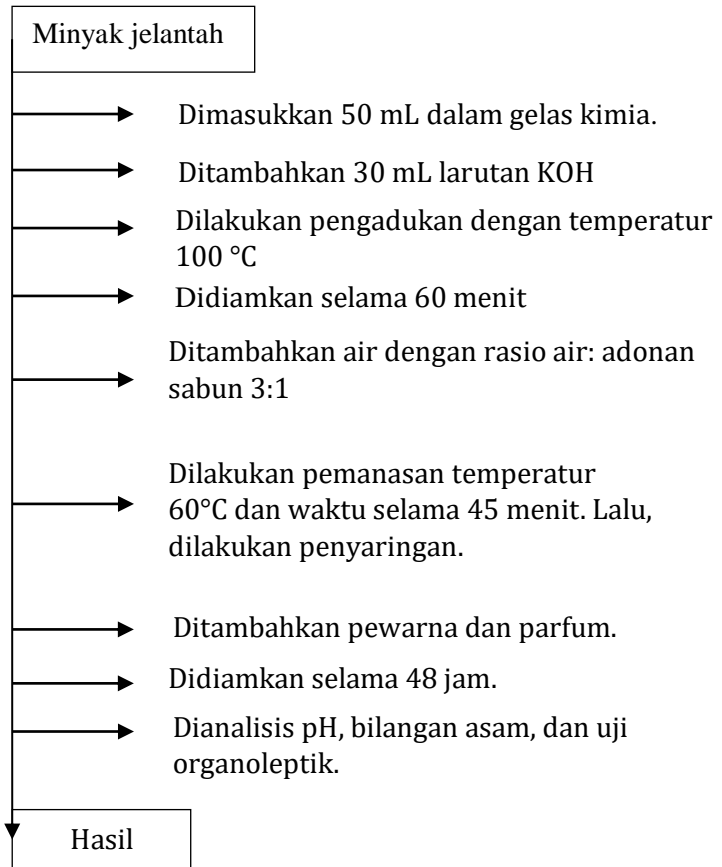 Minyak jelantah
Dimasukkan 50 mL dalam gelas kimia.
Ditambahkan 30 mL larutan KOH
Dilakukan pengadukan dengan temperatur
100 °C
Didiamkan selama 60 menit
Ditambahkan air dengan rasio air: adonan
sabun 3:1
Dilakukan pemanasan temperatur
60°C dan waktu selama 45 menit. Lalu,
dilakukan penyaringan.
Ditambahkan pewarna dan parfum.
Didiamkan selama 48 jam.
Dianalisis pH, bilangan asam, dan uji
organoleptik.
Hasil